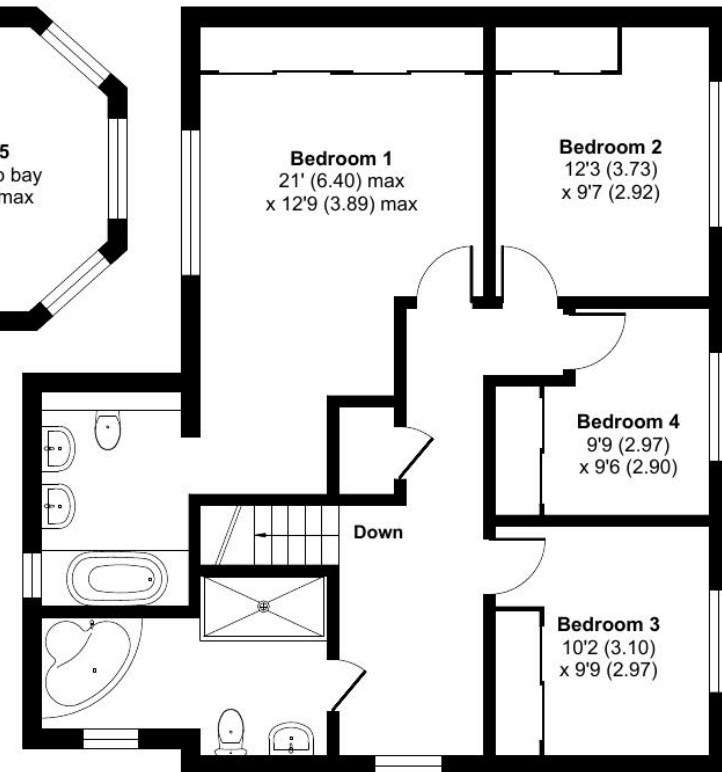 5
bay
max
Bedroom 1
21' (6.40) max
x 12'9 (3.89) max
Bedroom 2
12'3 (3.73)
x 9'7 (2.92)
Bedroom 4
9'9 (2.97)
x 9'6 (2.90)
Down
Bedroom 3
10'2 (3.10)
x 9'9 (2.97)